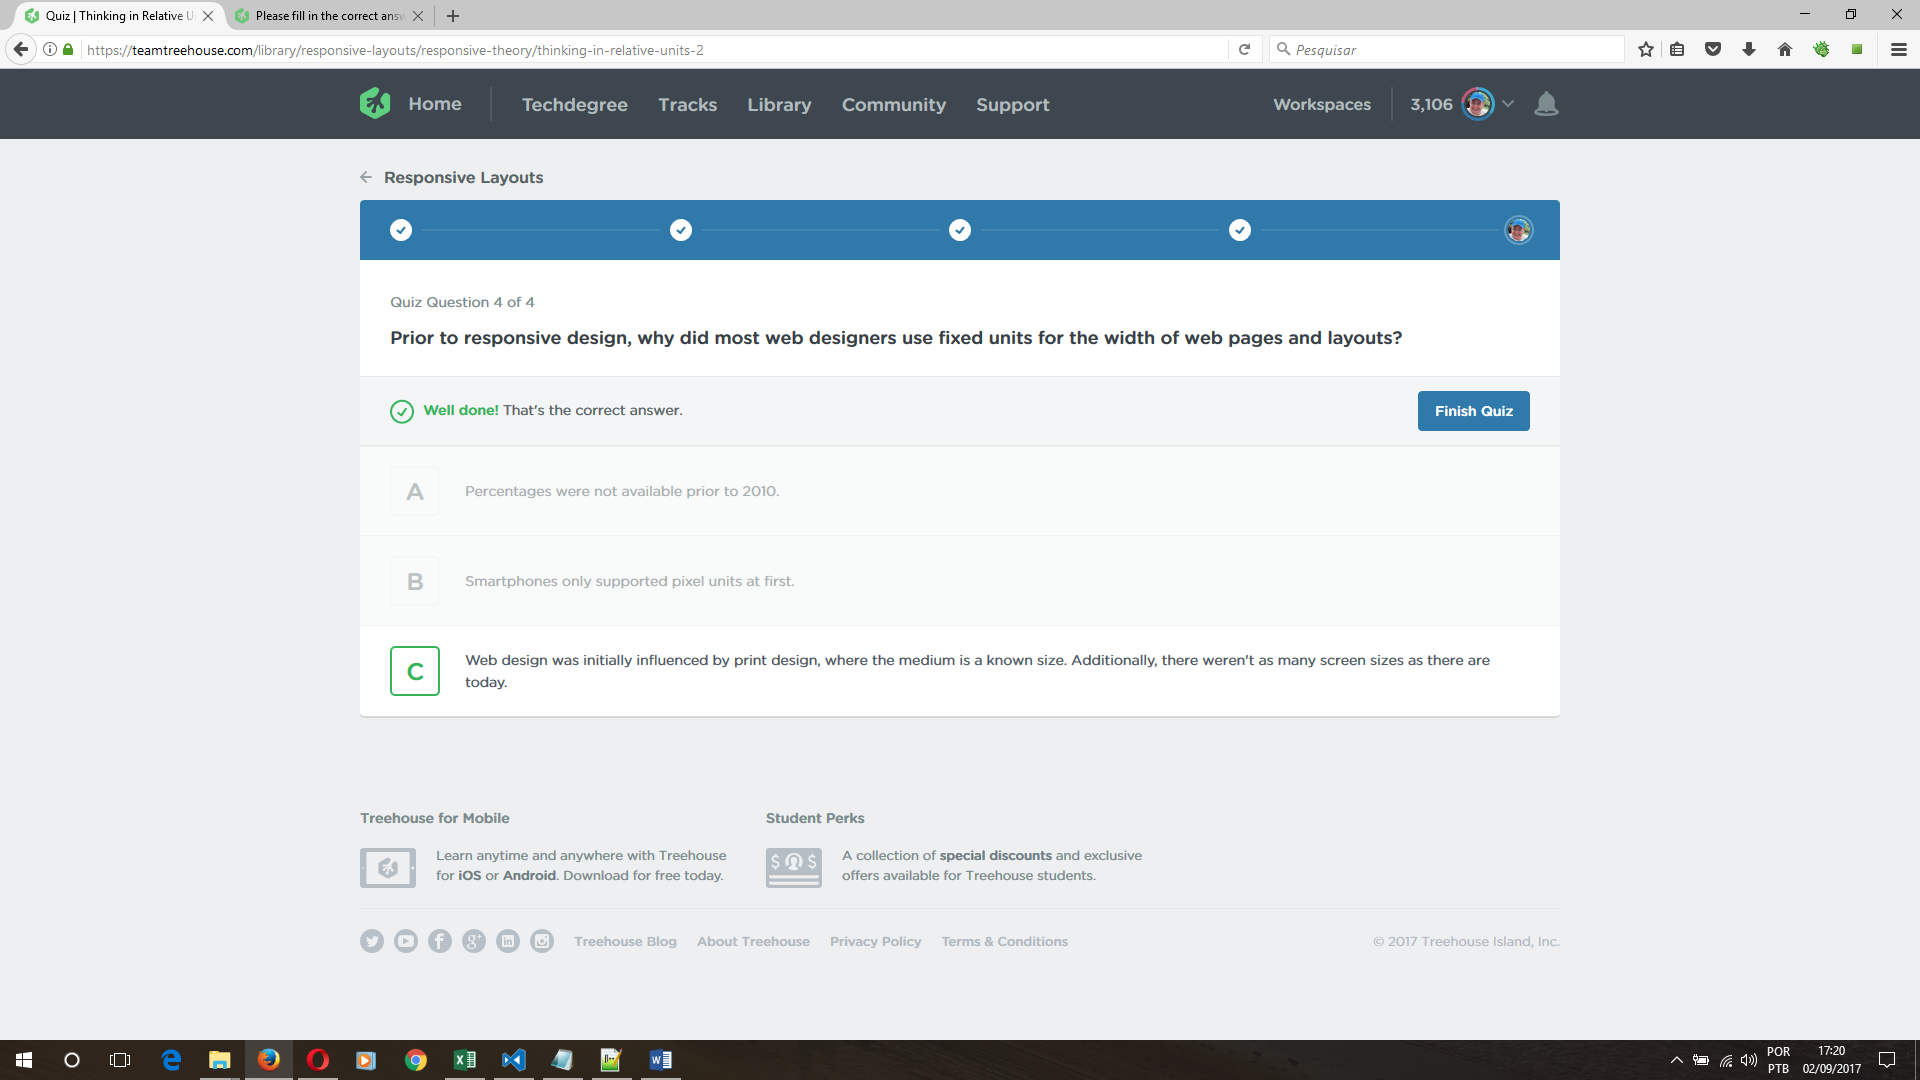 Quiz | Thinking in Relative U
Please fill in the correct answ
https://teamtreehouse.com/library/responsive-layouts/responsive-theory/thinking-in-relative-units-2
Pesquisar
Home
Techdegree
Tracks
Library
Community
Support
Workspaces
3,106
Responsive Layouts
Quiz Question 4 of 4
Prior to responsive design, why did most web designers use fixed units for the width of web pages and layouts?
Well done! That's the correct answer.
Finish Quiz
A
Percentages were not available prior to 2010.
B
Smartphones only supported pixel units at first.
C
Web design was initially influenced by print design, where the medium is a known size. Additionally, there weren't as many screen sizes as there are
today.
Treehouse for Mobile
Learn anytime and anywhere with Treehouse
for iOS or Android. Download for free today.
Student Perks
A collection of special discounts and exclusive
offers available for Treehouse students.
Treehouse Blog
About Treehouse
Privacy Policy
Terms & Conditions
© 2017 Treehouse Island, Inc.
POR
PTB
17:20
02/09/2017